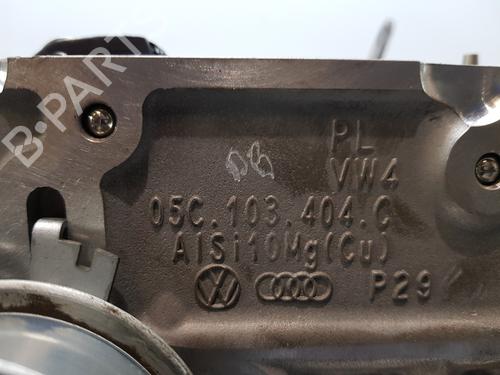 B-PARTS
PL
VW4
05C.103.404.C
AlSi10Mg(Cu)
P29